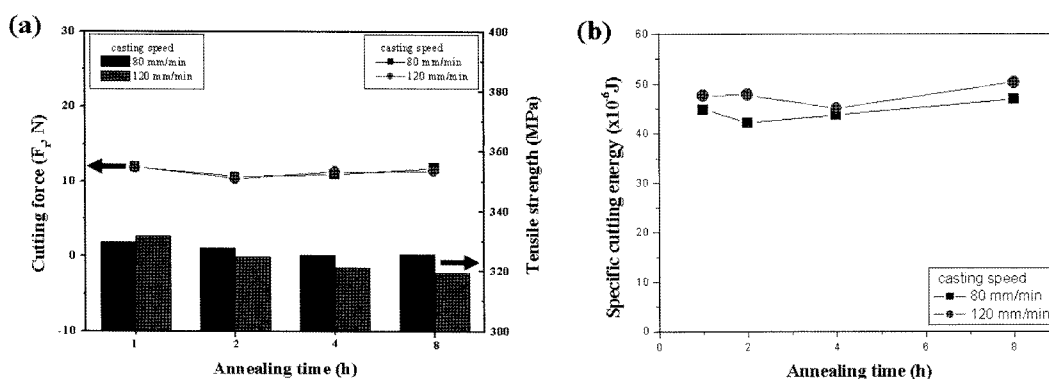 (a)
30
20
10
0
-10
Cutting force (Fz, N)
casting speed
80 mm/min
120 mm/min
casting speed
80 mm/min
120 mm/min
400
380
360
340
320
300
Tensile strength (MPa)
1 2 4 8
Annealing time (h)
(b)
60
50
40
30
20
10
0
Specific cutting energy (x10⁻⁶J)
casting speed
80 mm/min
120 mm/min
0 2 4 6 8
Annealing time (h)